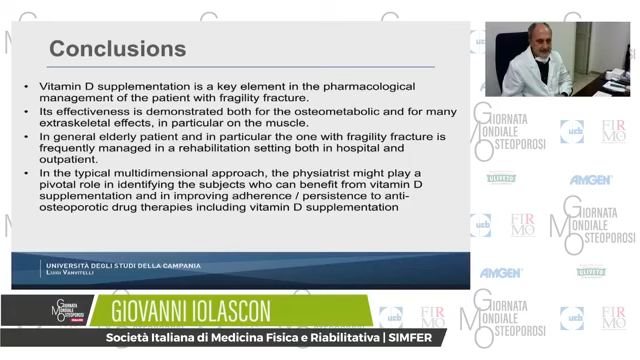 Conclusions
• Vitamin D supplementation is a key element in the pharmacological
management of the patient with fragility fracture.
• Its effectiveness is demonstrated both for the osteometabolic and for many
extraskeletal effects, in particular on the muscle.
• In general elderly patient and in particular the one with fragility fracture is
frequently managed in a rehabilitation setting both in hospital and
outpatient.
• In the typical multidimensional approach, the physiatrist might play a
pivotal role in identifying the subjects who can benefit from vitamin D
supplementation and in improving adherence / persistence to anti-
osteoporotic drug therapies including vitamin D supplementation
UNIVERSITÀ DEGLI STUDI DELLA CAMPANIA
LUIGI VANVITELLI
GIORNATA
MONDIALE
OSTEOPOROSI
GIOVANNI IOLASCON
Società Italiana di Medicina Fisica e Riabilitativa | SIMFER
GIORNATA
MONDIALE
OSTEOPOROSI
ucb
FIR
MO
ULIVETO
AMGEN